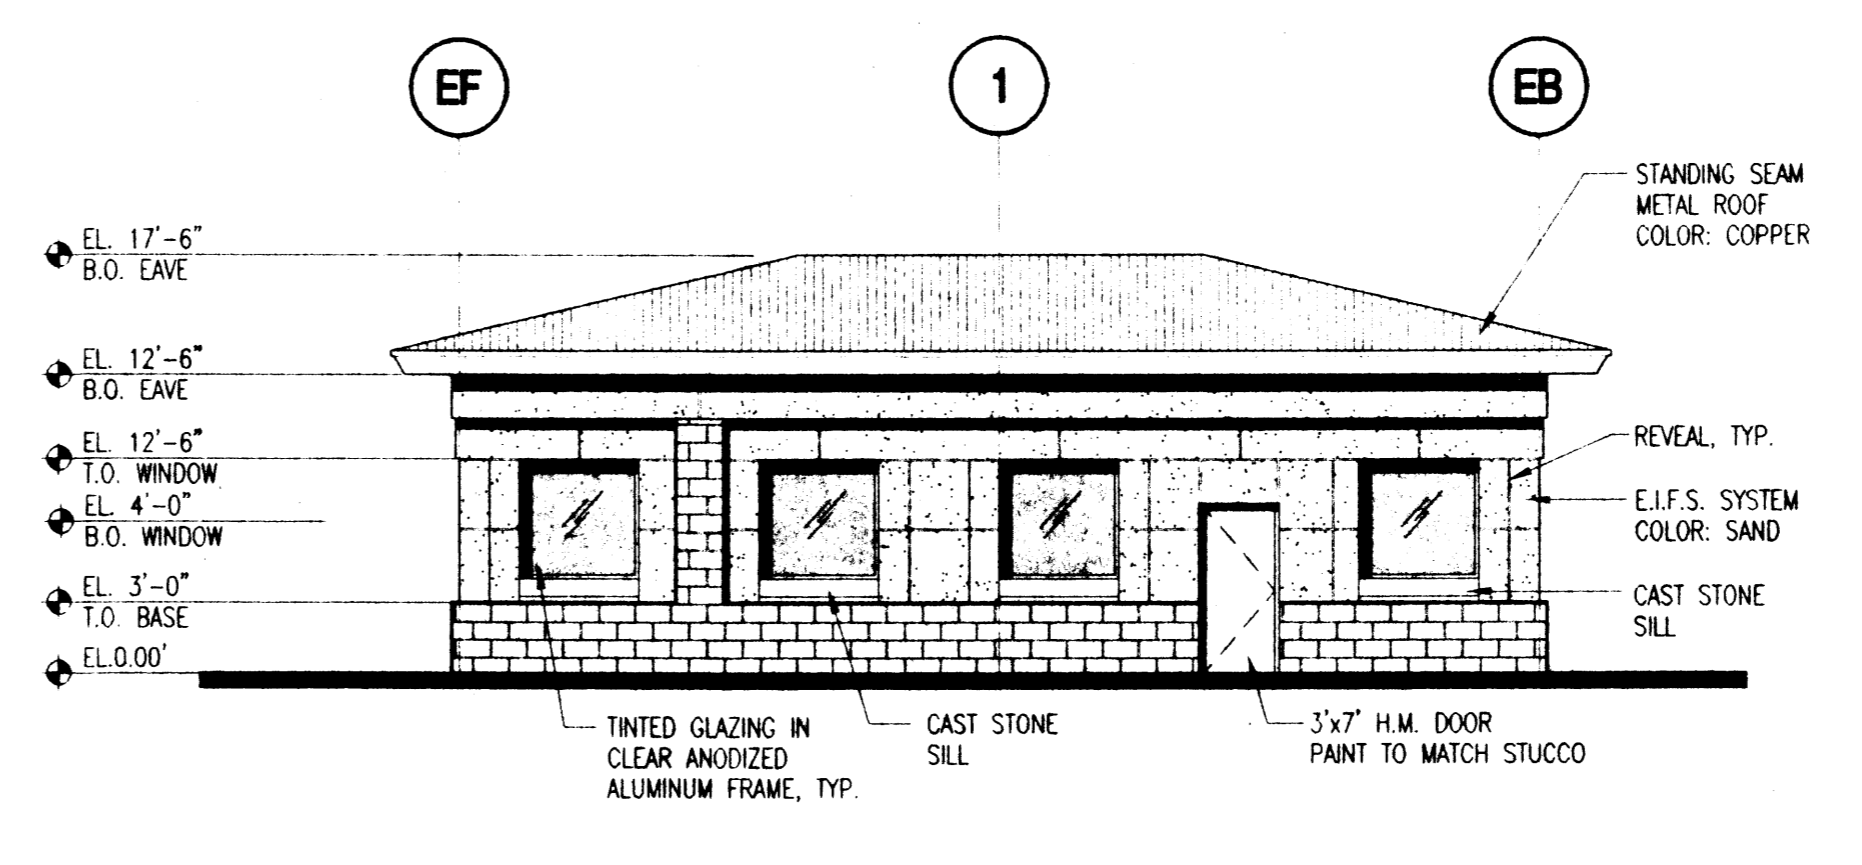 EF
1
EB
STANDING SEAM
METAL ROOF
COLOR: COPPER
EL. 17'-6"
B.O. EAVE
EL. 12'-6"
B.O. EAVE
EL. 12'-6"
T.O. WINDOW
EL. 4'-0"
B.O. WINDOW
EL. 3'-0"
T.O. BASE
EL.0.00'
REVEAL, TYP.
E.I.F.S. SYSTEM
COLOR: SAND
CAST STONE
SILL
TINTED GLAZING IN
CLEAR ANODIZED
ALUMINUM FRAME, TYP.
CAST STONE
SILL
3'x7' H.M. DOOR
PAINT TO MATCH STUCCO